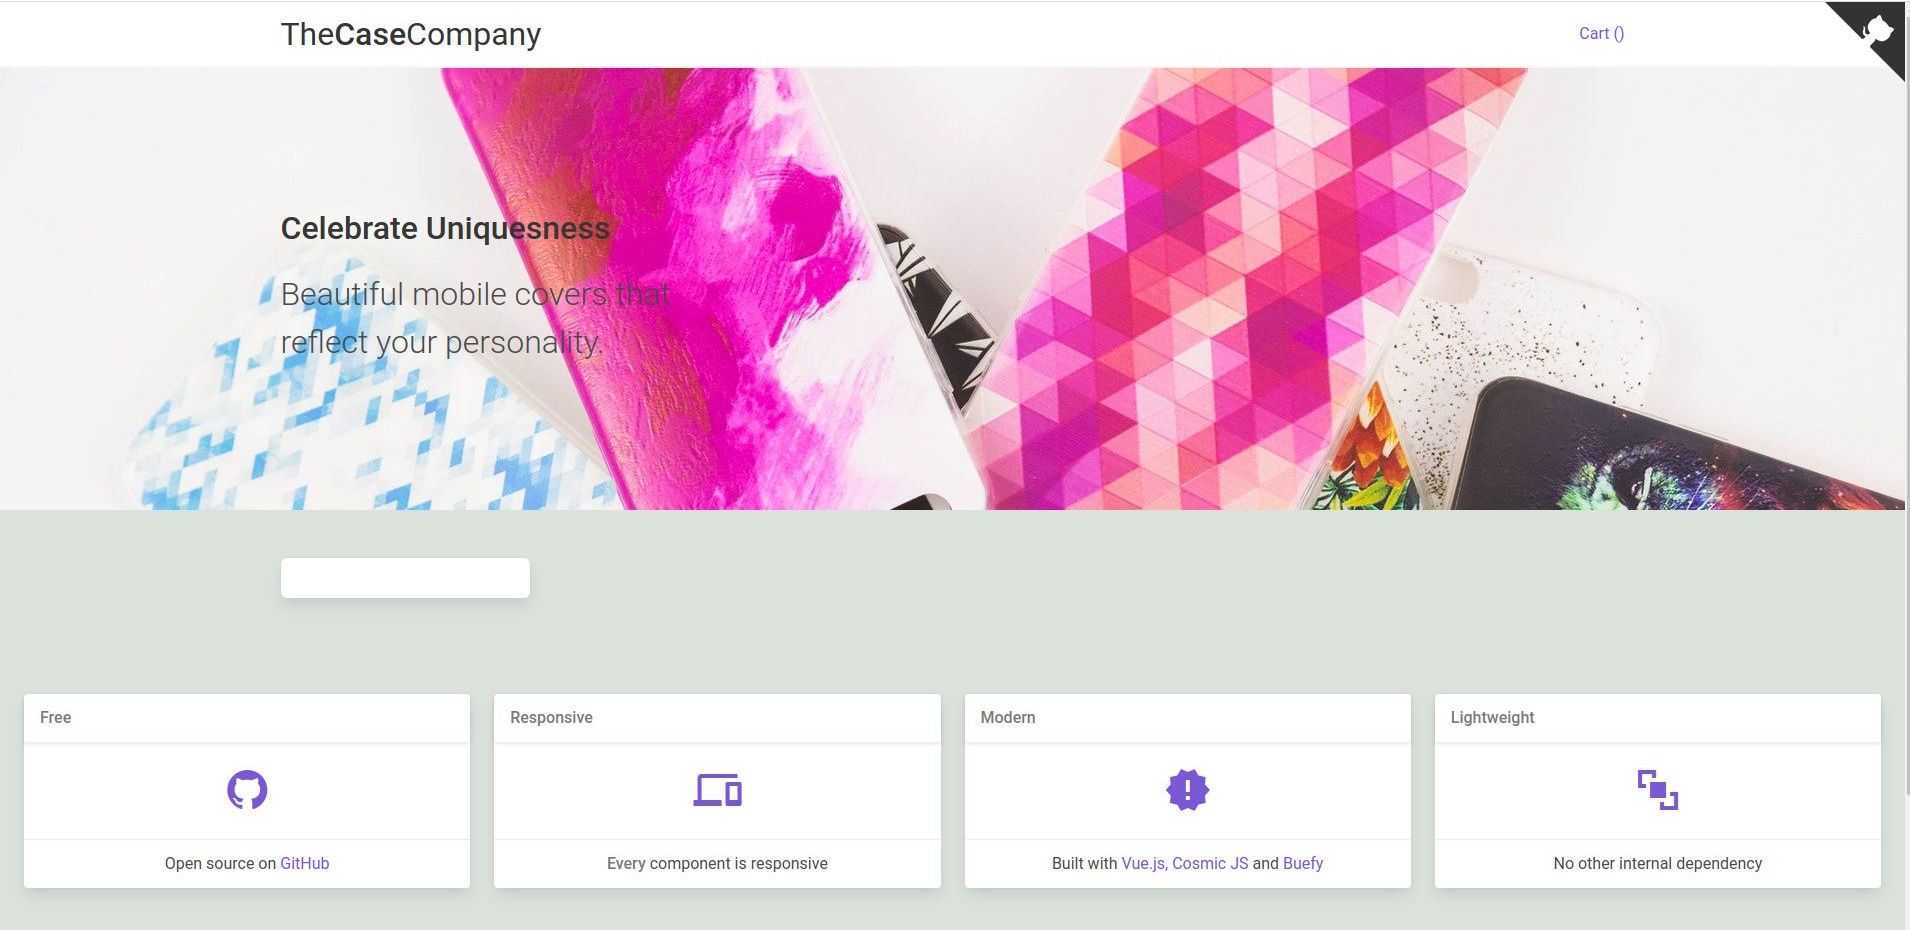 TheCaseCompany
Cart ()
Celebrate Uniquesness
Beautiful mobile covers that
reflect your personality.
Free
Responsive
Modern
Lightweight
Open source on GitHub
Every component is responsive
Built with Vue.js, Cosmic JS and Buefy
No other internal dependency